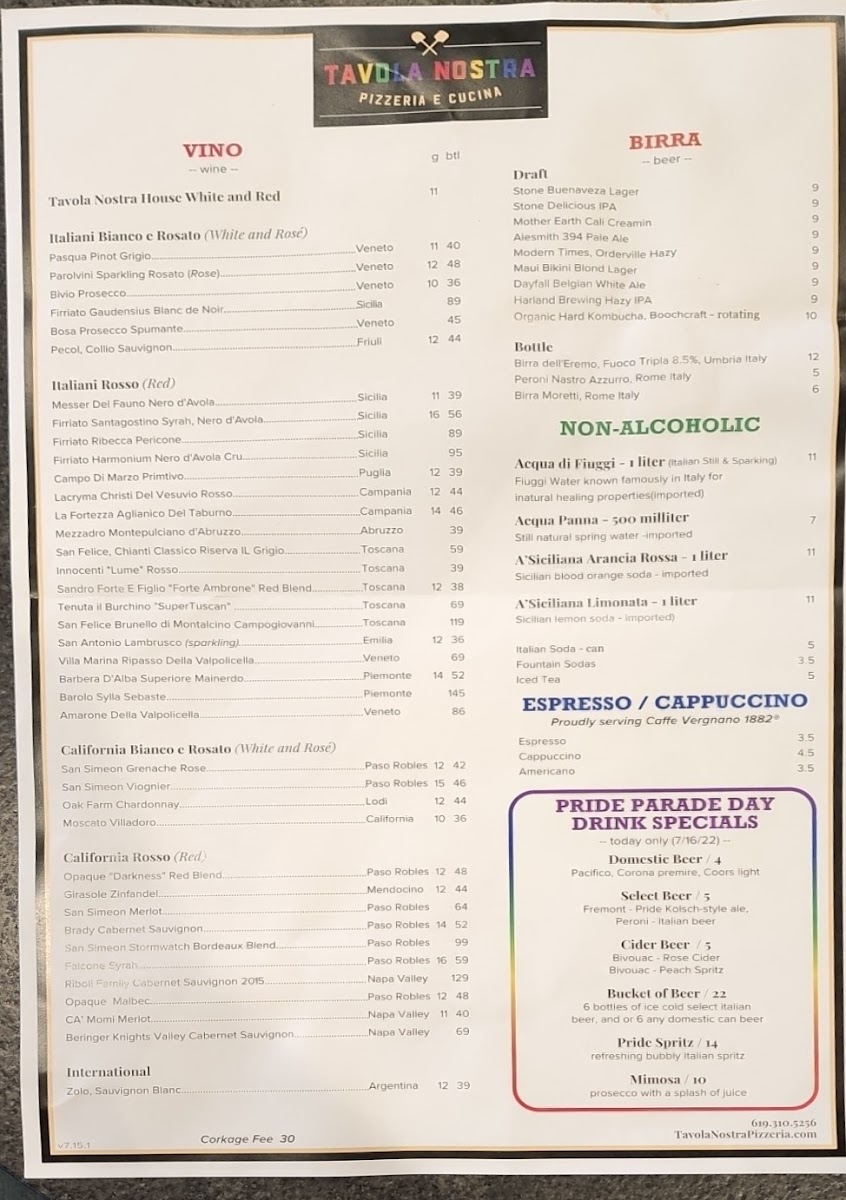 TAVOLA NOSTRA
PIZZERIA E CUCINA
VINO
-- wine --
g btl
Tavola Nostra House White and Red 11
Italiani Bianco e Rosato (White and Rosé)
Pasqua Pinot Grigio Veneto 11 40
Parolvini Sparkling Rosato (Rose) Veneto 12 48
Bivio Prosecco Veneto 10 36
Firriato Gaudensius Blanc de Noir Sicilia 89
Bosa Prosecco Spumante Veneto 45
Pecol, Collio Sauvignon Friuli 12 44
Italiani Rosso (Red)
Messer Del Fauno Nero d'Avola Sicilia 11 39
Firriato Santagostino Syrah, Nero d'Avola Sicilia 16 56
Firriato Ribecca Pericone Sicilia 89
Firriato Harmonium Nero d'Avola Cru Sicilia 95
Campo Di Marzo Primtivo Puglia 12 39
Lacryma Christi Del Vesuvio Rosso Campania 12 44
La Fortezza Aglianico Del Taburno Campania 14 46
Mezzadro Montepulciano d'Abruzzo Abruzzo 39
San Felice, Chianti Classico Riserva IL Grigio Toscana 59
Innocenti "Lume" Rosso Toscana 39
Sandro Forte E Figlio "Forte Ambrone" Red Blend Toscana 12 38
Tenuta il Burchino "SuperTuscan" Toscana 69
San Felice Brunello di Montalcino Campogiovanni Toscana 119
San Antonio Lambrusco (sparkling) Emilia 12 36
Villa Marina Ripasso Della Valpolicella Veneto 69
Barbera D'Alba Superiore Mainerdo Piemonte 14 52
Barolo Sylla Sebaste Piemonte 145
Amarone Della Valpolicella Veneto 86
California Bianco e Rosato (White and Rosé)
San Simeon Grenache Rose Paso Robles 12 42
San Simeon Viognier Paso Robles 15 46
Oak Farm Chardonnay Lodi 12 44
Moscato Villadoro California 10 36
California Rosso (Red)
Opaque "Darkness" Red Blend Paso Robles 12 48
Girasole Zinfandel Mendocino 12 44
San Simeon Merlot Paso Robles 64
Brady Cabernet Sauvignon Paso Robles 14 52
San Simeon Stormwatch Bordeaux Blend Paso Robles 99
Falcone Syrah Paso Robles 16 59
Riboli Family Cabernet Sauvignon 2015 Napa Valley 129
Opaque Malbec Paso Robles 12 48
CA' Momi Merlot Napa Valley 11 40
Beringer Knights Valley Cabernet Sauvignon Napa Valley 69
International
Zolo, Sauvignon Blanc Argentina 12 39
v7.15.1
Corkage Fee 30
BIRRA
-- beer --
Draft
Stone Buenaveza Lager 9
Stone Delicious IPA 9
Mother Earth Cali Creamin 9
Alesmith 394 Pale Ale 9
Modern Times, Orderville Hazy 9
Maui Bikini Blond Lager 9
Dayfall Belgian White Ale 9
Harland Brewing Hazy IPA 9
Organic Hard Kombucha, Boochcraft - rotating 10
Bottle
Birra dell'Eremo, Fuoco Tripla 8.5%, Umbria Italy 12
Peroni Nastro Azzurro, Rome Italy 5
Birra Moretti, Rome Italy 6
NON-ALCOHOLIC
Acqua di Fiuggi - 1 liter (Italian Still & Sparking) 11
Fiuggi Water known famously in Italy for
inatural healing properties(imported)
Acqua Panna - 500 milliter 7
Still natural spring water -imported
A'Siciliana Arancia Rossa - 1 liter 11
Sicilian blood orange soda - imported
A'Siciliana Limonata - 1 liter 11
Sicilian lemon soda - imported)
Italian Soda - can 5
Fountain Sodas 3.5
Iced Tea 5
ESPRESSO / CAPPUCCINO
Proudly serving Caffe Vergnano 1882®
Espresso 3.5
Cappuccino 4.5
Americano 3.5
PRIDE PARADE DAY
DRINK SPECIALS
-- today only (7/16/22) --
Domestic Beer / 4
Pacifico, Corona premire, Coors light
Select Beer / 5
Fremont - Pride Kolsch-style ale,
Peroni - Italian beer
Cider Beer / 5
Bivouac - Rose Cider
Bivouac - Peach Spritz
Bucket of Beer / 22
6 bottles of ice cold select italian
beer, and or 6 any domestic can beer
Pride Spritz / 14
refreshing bubbly Italian spritz
Mimosa / 10
prosecco with a splash of juice
619.310.5256
TavolaNostraPizzeria.com